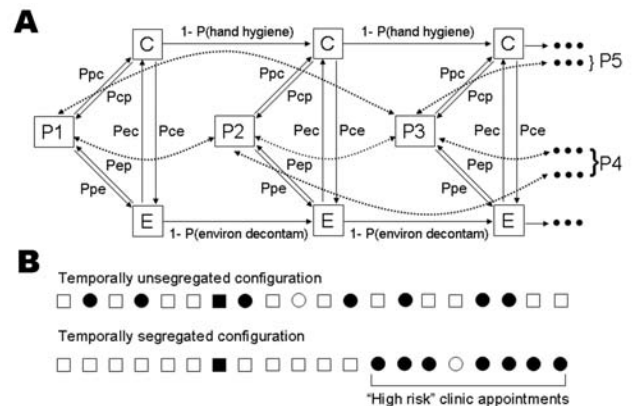 A
C
1- P(hand hygiene)
C
1- P(hand hygiene)
C
P5
Ppc
Pcp
Ppc
Pcp
Ppc
Pcp
P1
Pec
Pce
P2
Pec
Pce
P3
Pec
Pce
P4
Pep
Ppe
Pep
Ppe
Pep
Ppe
E
1- P(environ decontam)
E
1- P(environ decontam)
E
B
Temporally unsegregated configuration
Temporally segregated configuration
"High risk" clinic appointments